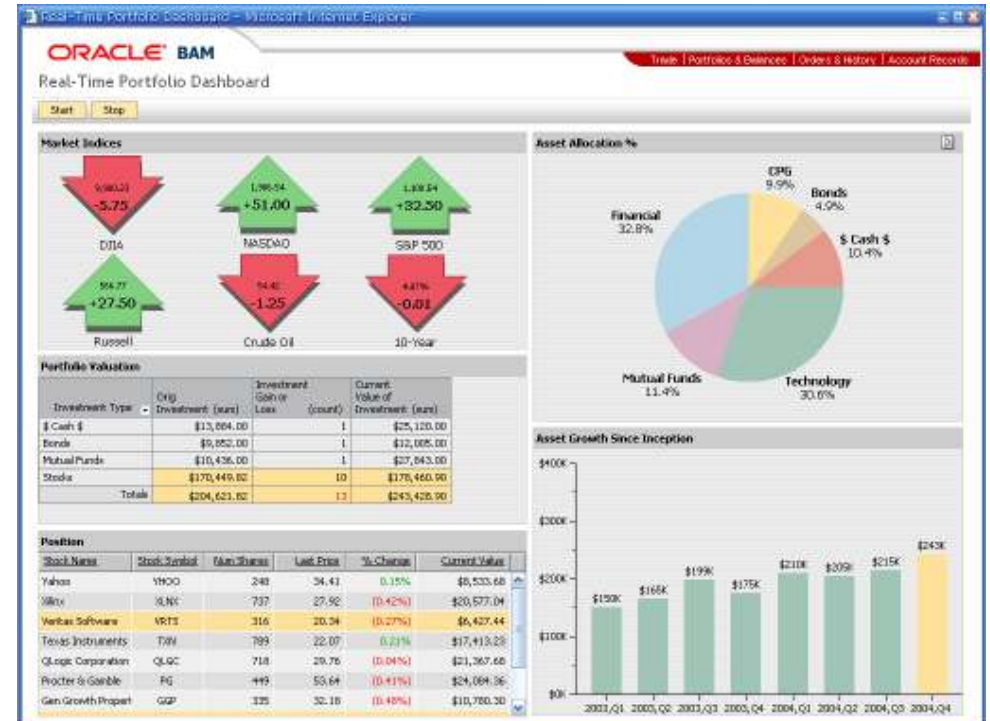 Real-Time Portfolio Dashboard - Microsoft Internet Explorer
ORACLE BAM
Trade | Portfolios & Balances | Orders & History | Account Records
Real-Time Portfolio Dashboard
Start Stop
Market Indices
-5.75
+51.00
+32.50
DJIA
NASDAQ
S&P 500
+27.50
-1.25
-0.01
Russell
Crude Oil
10-Year
Asset Allocation %
CPG
9.9%
Bonds
4.9%
$ Cash $
10.4%
Financial
32.8%
Mutual Funds
11.4%
Technology
30.6%
Portfolio Valuation
Investment Type
Orig Investment (sum)
Investment Gain or Loss (count)
Current Value of Investment (sum)
$ Cash $ $13,884.00 1 $25,120.00
Bonds $9,852.00 1 $12,005.00
Mutual Funds $10,436.00 1 $27,843.00
Stocks $170,449.82 10 $178,460.90
Totals $204,621.82 13 $243,428.90
Position
Stock Name Stock Symbol Num Shares Last Price % Change Current Value
Yahoo YHOO 248 34.41 0.15% $8,533.68
Xilinx XLNX 737 27.92 (0.42%) $20,577.04
Veritas Software VRTS 316 20.34 (0.27%) $6,427.44
Texas Instruments TXN 789 22.07 0.21% $17,413.23
QLogic Corporation QLGC 718 29.76 (0.04%) $21,367.68
Procter & Gamble PG 449 53.64 (0.41%) $24,084.36
Gen Growth Propert GGP 335 32.18 (0.48%) $10,780.30
Asset Growth Since Inception
$400K
$300K
$200K
$100K
$0K
$150K
$165K
$199K
$175K
$210K
$205K
$215K
$243K
2003,Q1 2003,Q2 2003,Q3 2003,Q4 2004,Q1 2004,Q2 2004,Q3 2004,Q4